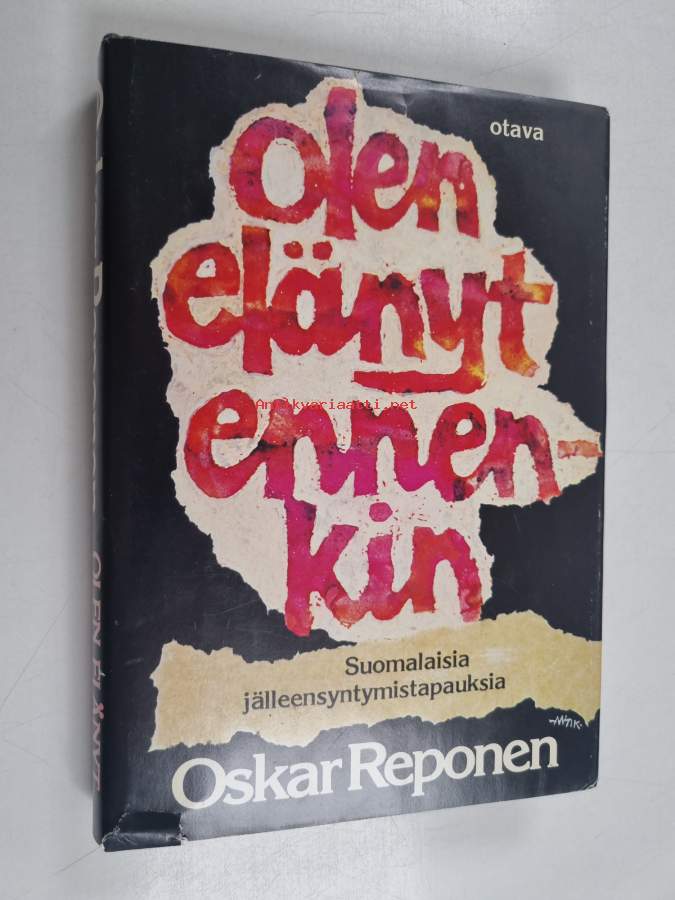 otava
olen
elänyt
ennen-
kin
Suomalaisia
jälleensyntymistapauksia
Oskar Reponen
OLEN ELÄNYT
Antikvariaatti.net